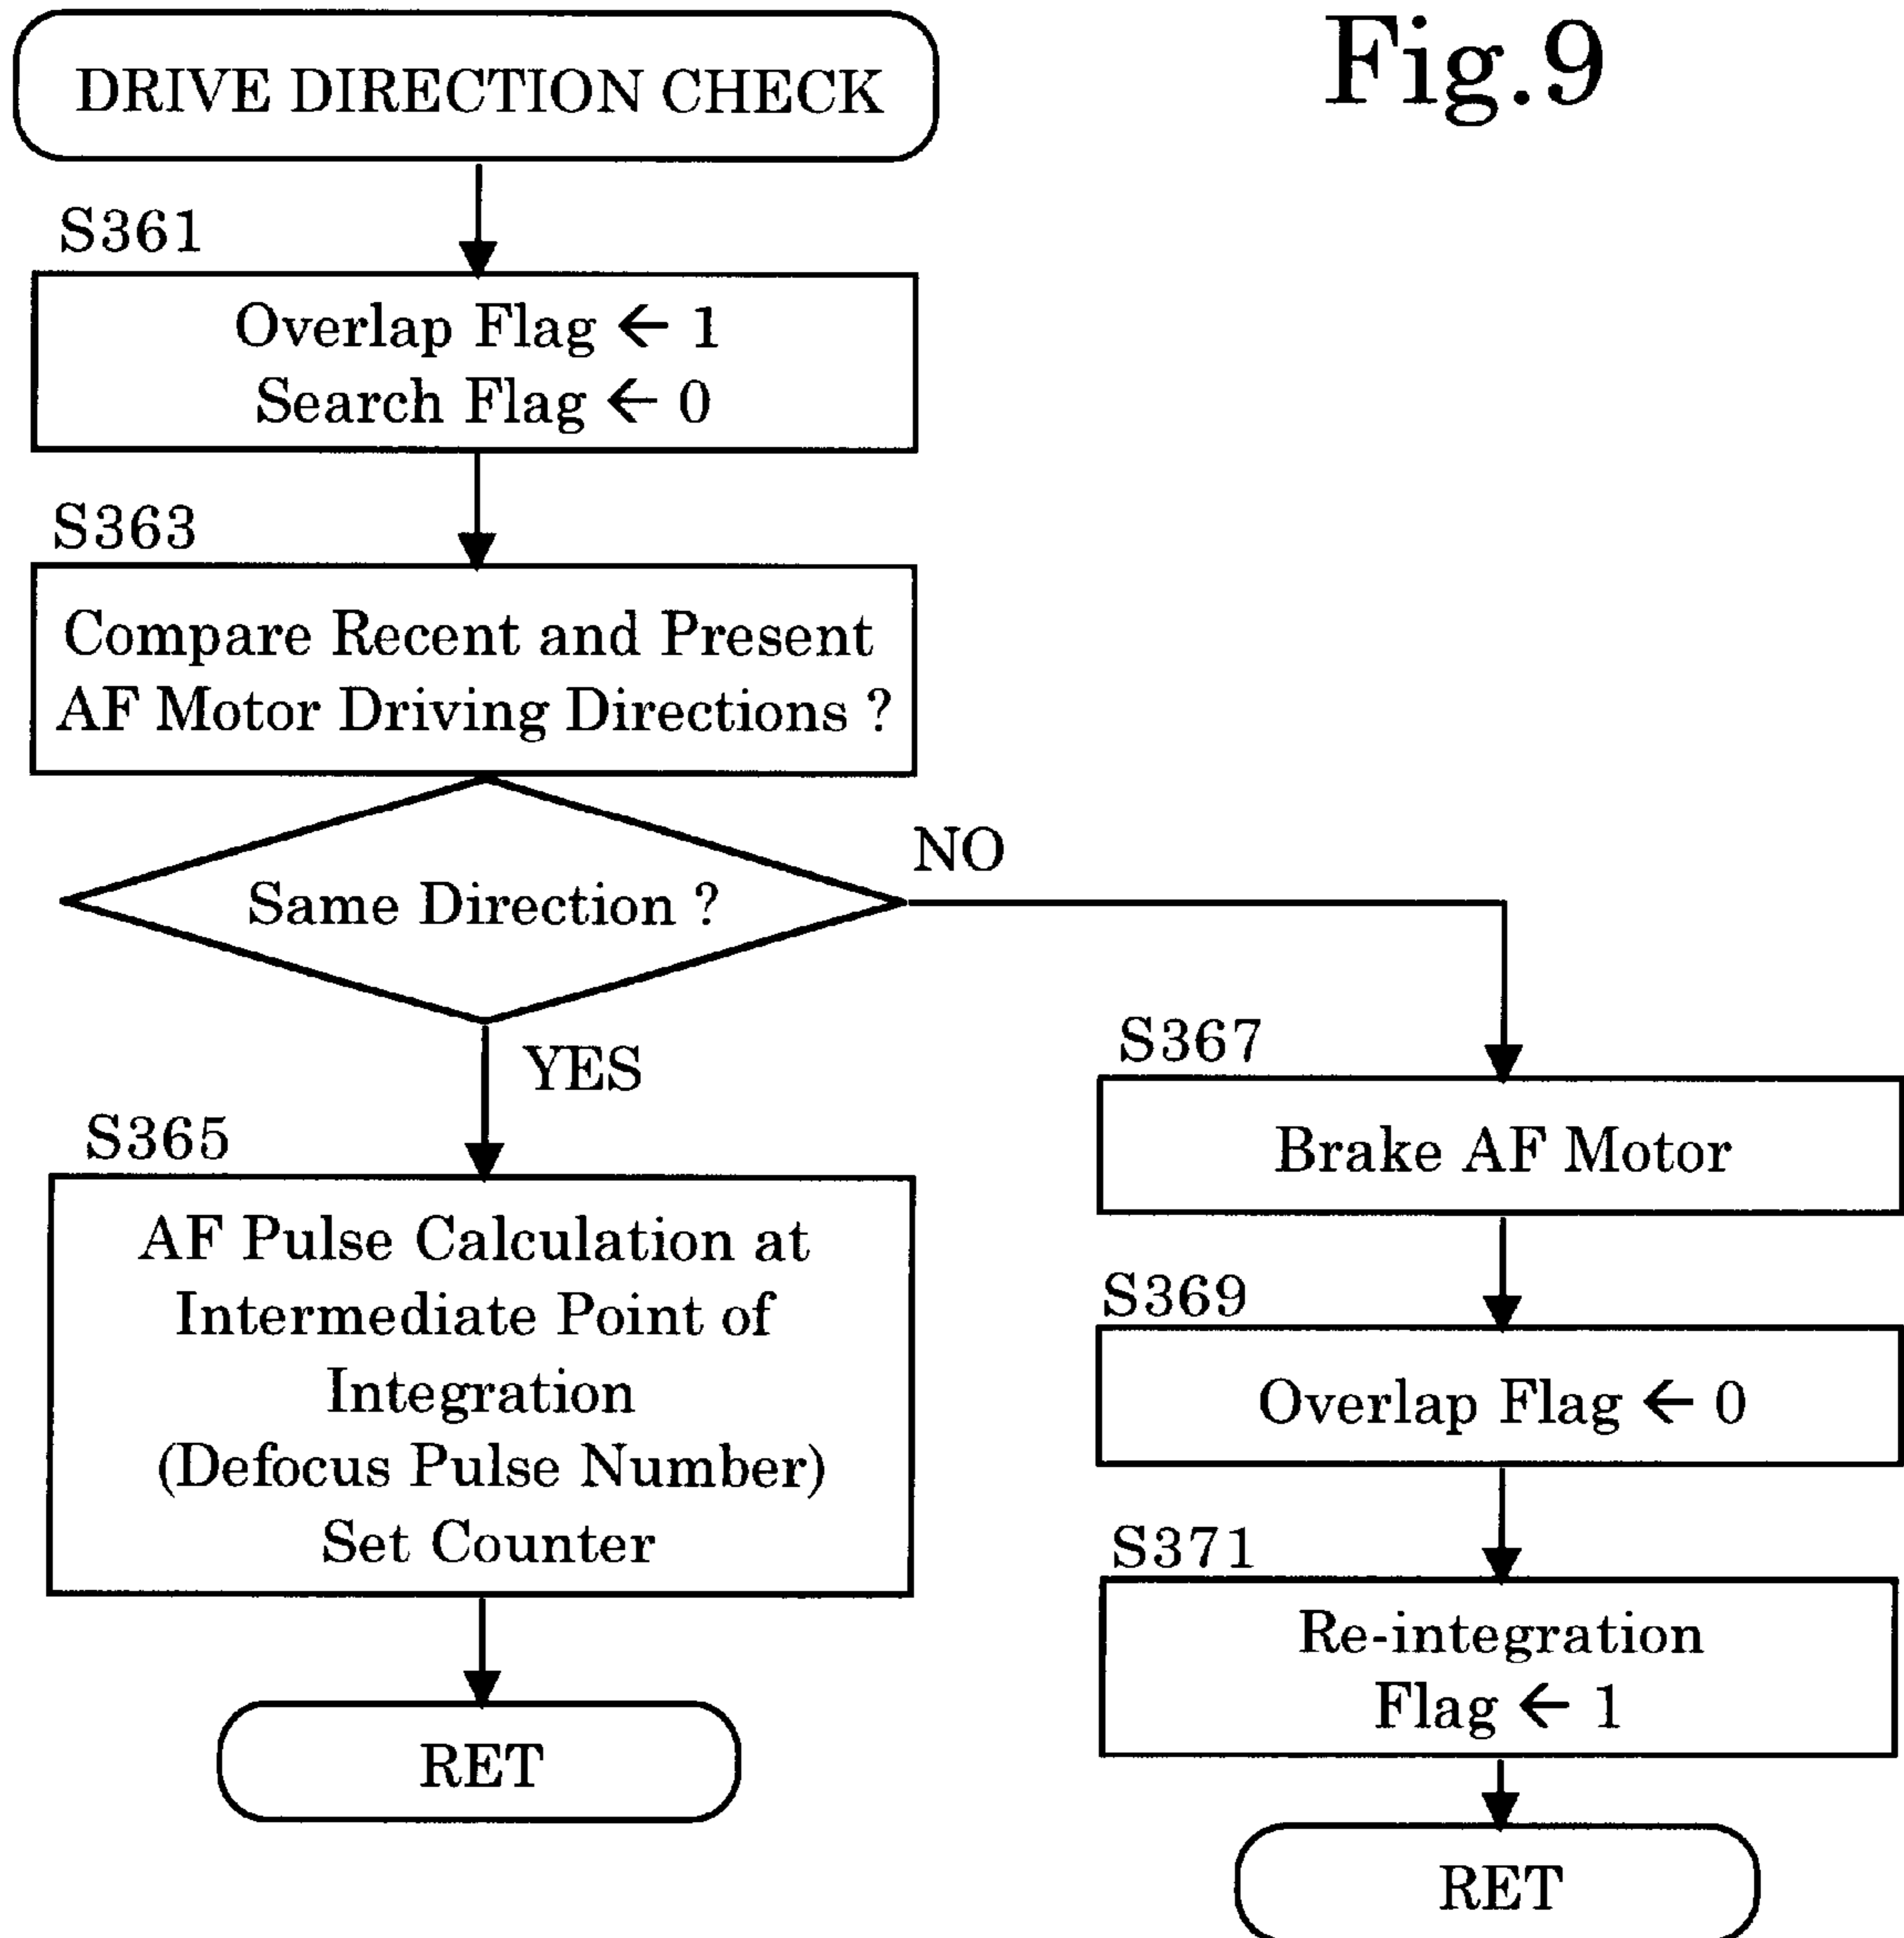 Fig.9
DRIVE DIRECTION CHECK
S361
Overlap Flag ← 1
Search Flag ← 0
S363
Compare Recent and Present
AF Motor Driving Directions ?
Same Direction ?
NO
YES
S365
AF Pulse Calculation at
Intermediate Point of
Integration
(Defocus Pulse Number)
Set Counter
RET
S367
Brake AF Motor
S369
Overlap Flag ← 0
S371
Re-integration
Flag ← 1
RET